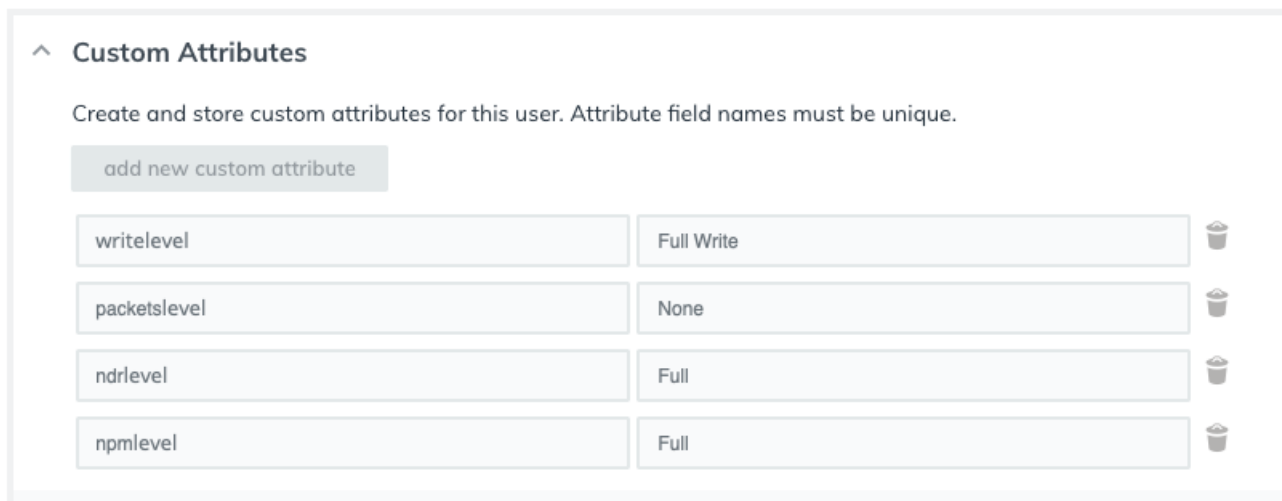 Custom Attributes
Create and store custom attributes for this user. Attribute field names must be unique.
add new custom attribute
writelevel Full Write
packetslevel None
ndrlevel Full
npmlevel Full